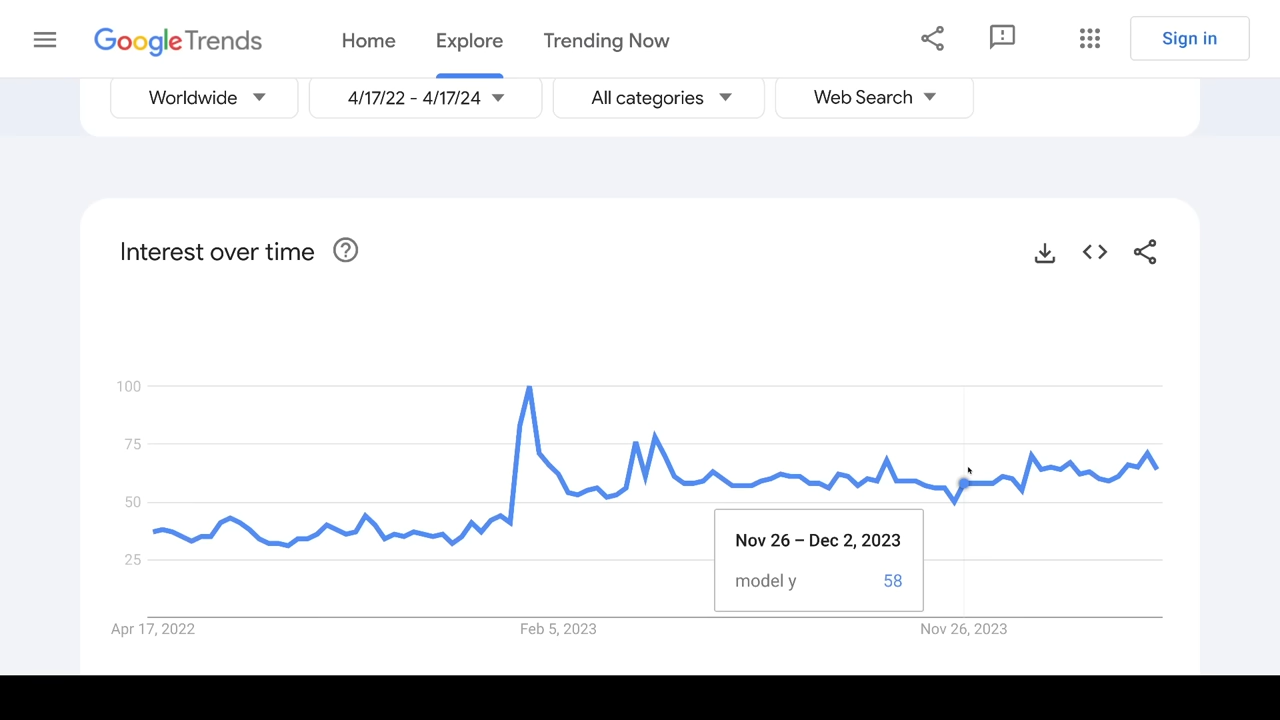 Google Trends
Home
Explore
Trending Now
Sign in
Worldwide
4/17/22 - 4/17/24
All categories
Web Search
Interest over time
100
75
50
25
Nov 26 – Dec 2, 2023
model y 58
Apr 17, 2022
Feb 5, 2023
Nov 26, 2023